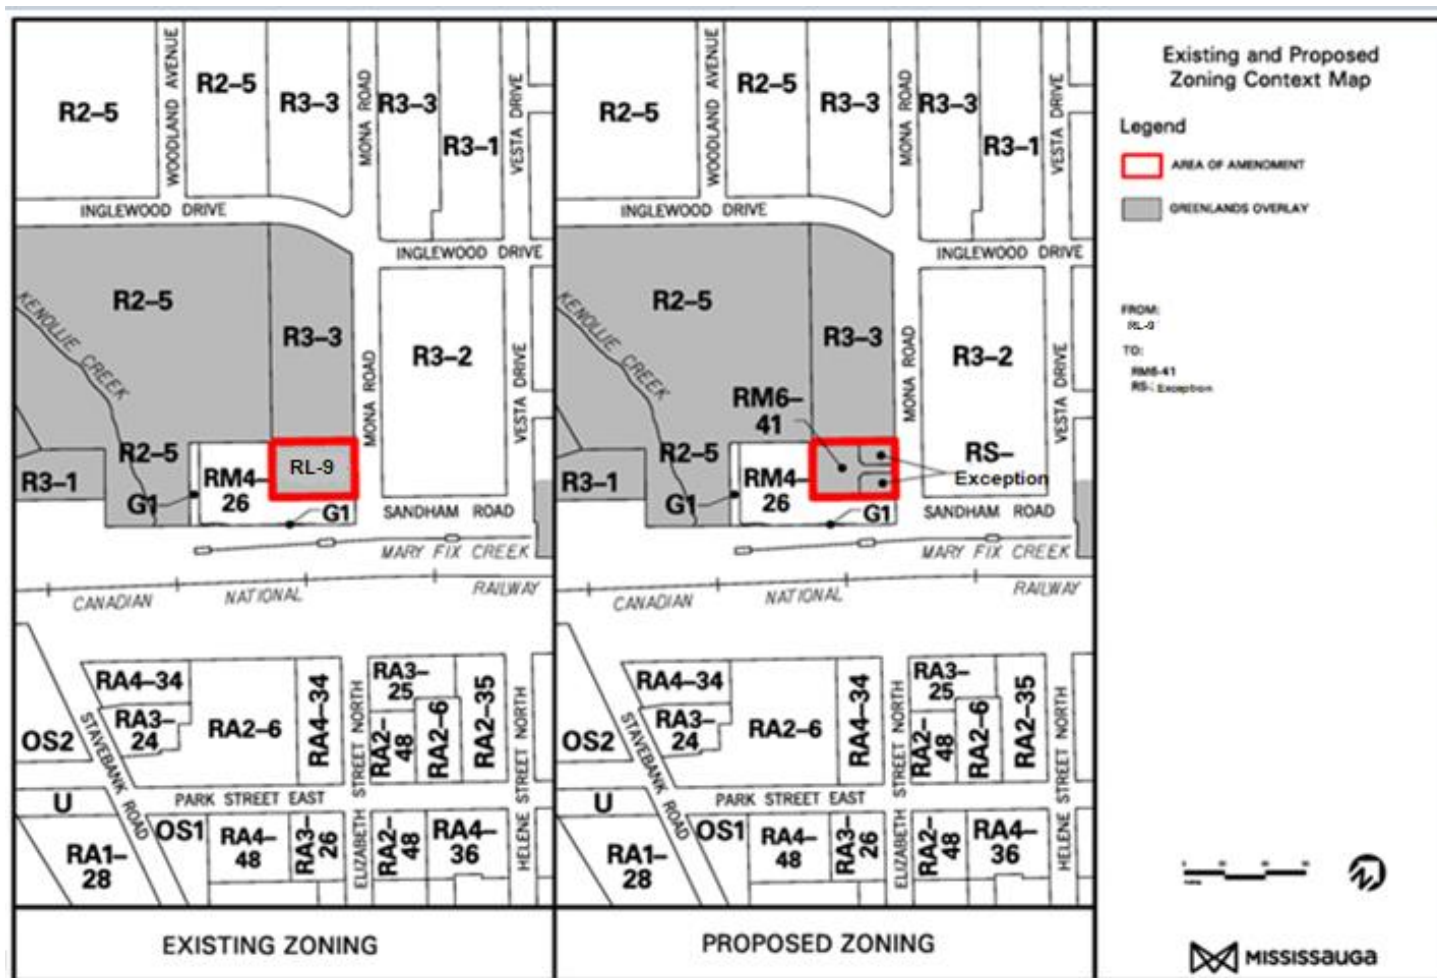 R2–5
WOODLAND AVENUE
R2–5
R3–3
MONA ROAD
R3–3
R3–1
VESTA DRIVE
INGLEWOOD DRIVE
INGLEWOOD DRIVE
R2–5
KENOLLIE CREEK
R3–3
MONA ROAD
R3–2
VESTA DRIVE
R2–5
R3–1
RM4–
26
RL-9
G1
G1
SANDHAM ROAD
MARY FIX CREEK
CANADIAN
NATIONAL
RAILWAY
RA4–34
RA3–
24
RA2–6
RA4–34
RA3–
25
RA2–
48
RA2–6
RA2–35
OS2
STAVEBANK ROAD
ELIZABETH STREET NORTH
HELENE STREET NORTH
PARK STREET EAST
U
OS1
RA1–
28
RA4–
48
RA3–
26
RA2–
48
RA4–
36
EXISTING ZONING
R2–5
WOODLAND AVENUE
R2–5
R3–3
MONA ROAD
R3–3
R3–1
VESTA DRIVE
INGLEWOOD DRIVE
INGLEWOOD DRIVE
R2–5
KENOLLIE CREEK
R3–3
MONA ROAD
R3–2
VESTA DRIVE
RM6–
41
R2–5
R3–1
RM4–
26
RS–
Exception
G1
G1
SANDHAM ROAD
MARY FIX CREEK
CANADIAN
NATIONAL
RAILWAY
RA4–34
RA3–
24
RA2–6
RA4–34
RA3–
25
RA2–
48
RA2–6
RA2–35
OS2
STAVEBANK ROAD
ELIZABETH STREET NORTH
HELENE STREET NORTH
PARK STREET EAST
U
OS1
RA1–
28
RA4–
48
RA3–
26
RA2–
48
RA4–
36
PROPOSED ZONING
Existing and Proposed
Zoning Context Map
Legend
AREA OF AMENDMENT
GREENLANDS OVERLAY
FROM:
RL-9
TO:
RM6-41
RS-: Exception
MISSISSAUGA